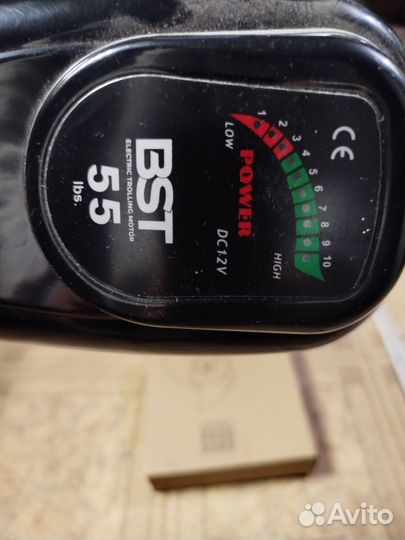 BST
ELECTRIC TROLLING MOTOR
55
lbs.
1 2 3 4 5 6 7 8 9 10
LOW
POWER
HIGH
DC12V
CE
Avito